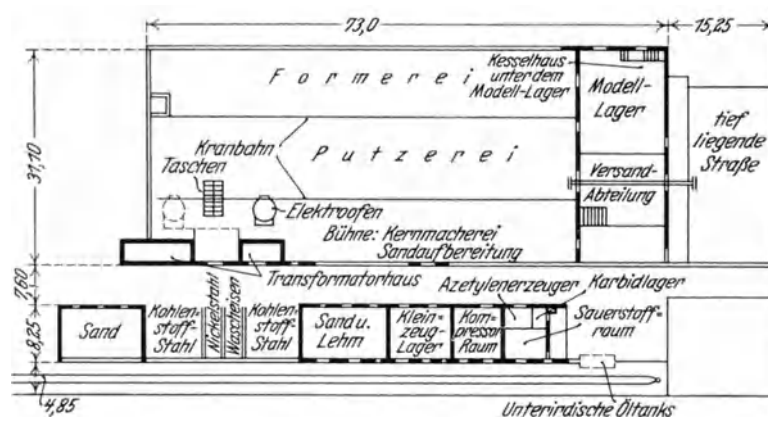 73,0
15,25
Formerei
Kesselhaus
unter dem
Modell-Lager
Modell-
Lager
tief
liegende
Straße
31,10
Kranbahn
Taschen
Putzerei
Versand-
Abteilung
Elektroofen
Bühne: Kernmacherei
Sandaufbereitung
7,60
Transformatorhaus
Azetylenerzeuger
Karbidlager
8,25
Sand
Kohlen-
stoff-
Stahl
Nickelstahl
Wascheisen
Kohlen-
stoff-
Stahl
Sand u.
Lehm
Klein=
zeug=
Lager
Kom=
pressor
Raum
Sauerstoff=
raum
4,85
Unterirdische Öltanks